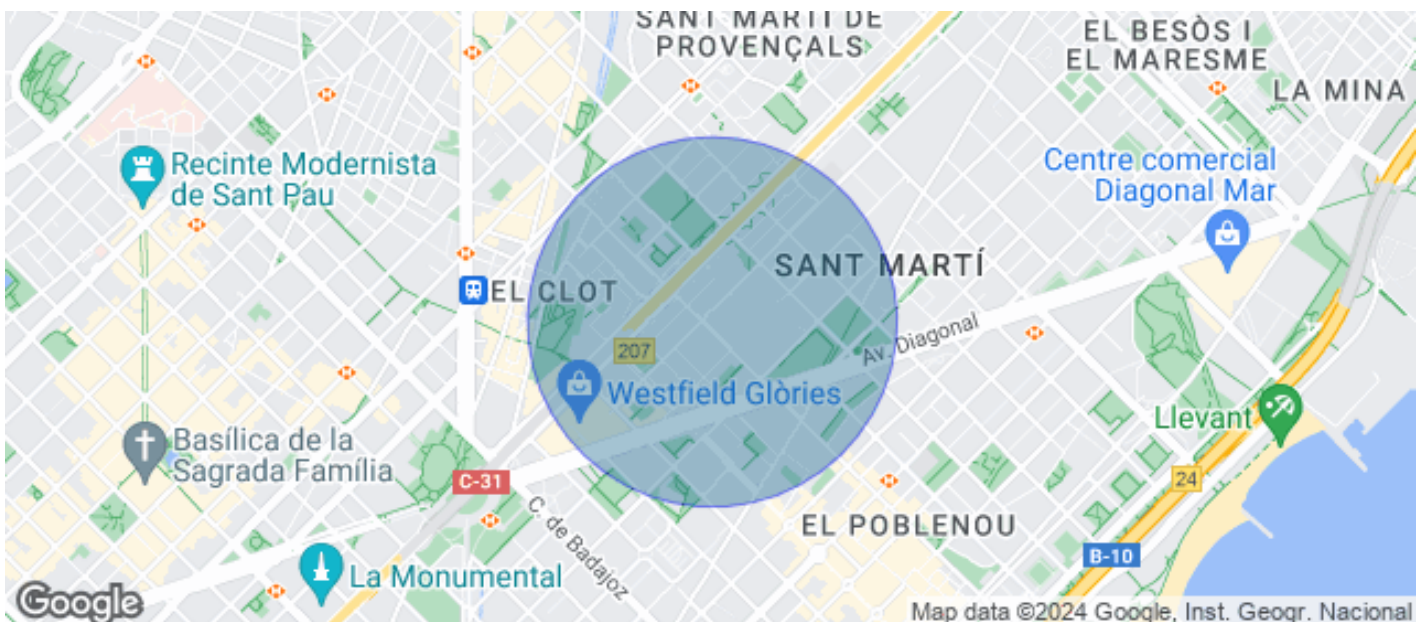 SANT MARTÍ DE
PROVENÇALS
EL BESÒS I
EL MARESME
LA MINA
Recinte Modernista
de Sant Pau
Centre comercial
Diagonal Mar
SANT MARTÍ
EL CLOT
Av. Diagonal
207
Westfield Glòries
Llevant
Basílica de la
Sagrada Família
C-31
24
C. de Badajoz
EL POBLENOU
B-10
La Monumental
Google
Map data ©2024 Google, Inst. Geogr. Nacional